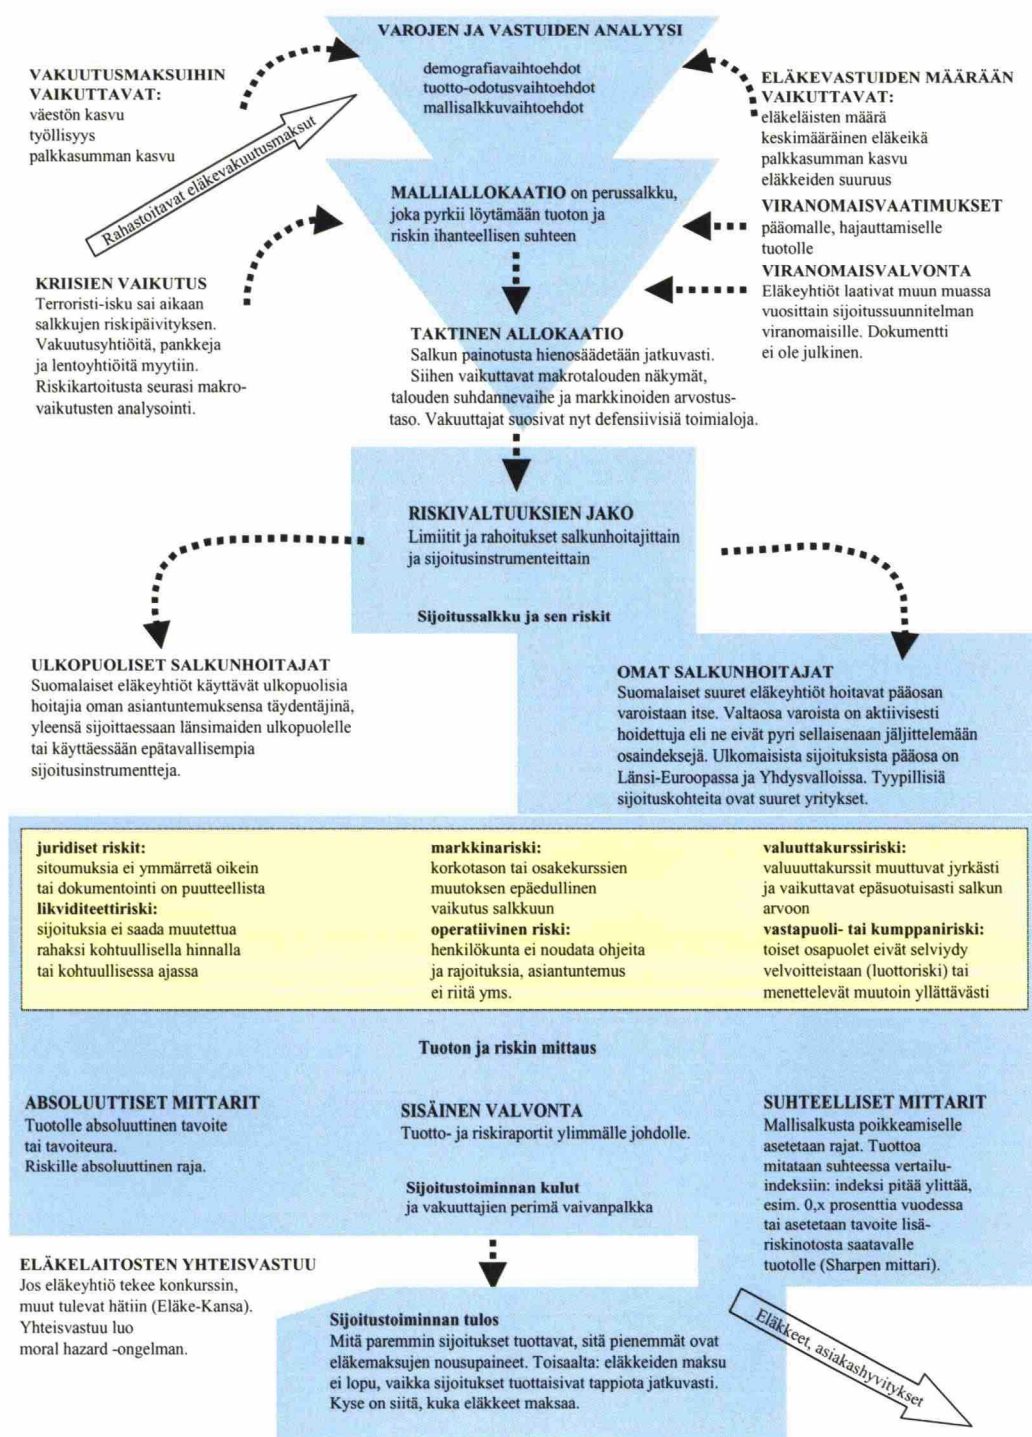 VAROJEN JA VASTUIDEN ANALYYSI
demografiavaihtoehdot
tuotto-odotusvaihtoehdot
mallisalkkuvaihtoehdot
VAKUUTUSMAKSUIHIN
VAIKUTTAVAT:
väestön kasvu
työllisyys
palkkasumman kasvu
ELÄKEVASTUIDEN MÄÄRÄÄN
VAIKUTTAVAT:
eläkeläisten määrä
keskimääräinen eläkeikä
palkkasumman kasvu
eläkkeiden suuruus
Rahastoitavat eläkevakuutusmaksut
MALLIALLOKAATIO on perussalkku,
joka pyrkii löytämään tuoton ja
riskin ihanteellisen suhteen
VIRANOMAISVAATIMUKSET
pääomalle, hajauttamiselle
tuotolle
VIRANOMAISVALVONTA
Eläkeyhtiöt laativat muun muassa
vuosittain sijoitussuunnitelman
viranomaisille. Dokumentti
ei ole julkinen.
KRIISIEN VAIKUTUS
Terroristi-isku sai aikaan
salkkujen riskipäivityksen.
Vakuutusyhtiöitä, pankkeja
ja lentoyhtiöitä myytiin.
Riskikartoitusta seurasi makro-
vaikutusten analysointi.
TAKTINEN ALLOKAATIO
Salkun painotusta hienosäädetään jatkuvasti.
Siihen vaikuttavat makrotalouden näkymät,
talouden suhdannevaihe ja markkinoiden arvostus-
taso. Vakuuttajat suosivat nyt defensiivisiä toimialoja.
RISKIVALTUUKSIEN JAKO
Limiitit ja rahoitukset salkunhoitajittain
ja sijoitusinstrumenteittain
Sijoitussalkku ja sen riskit
ULKOPUOLISET SALKUNHOITAJAT
Suomalaiset eläkeyhtiöt käyttävät ulkopuolisia
hoitajia oman asiantuntemuksensa täydentäjinä,
yleensä sijoittaessaan länsimaiden ulkopuolelle
tai käyttäessään epätavallisempia
sijoitusinstrumentteja.
OMAT SALKUNHOITAJAT
Suomalaiset suuret eläkeyhtiöt hoitavat pääosan
varoistaan itse. Valtaosa varoista on aktiivisesti
hoidettuja eli ne eivät pyri sellaisenaan jäljittelemään
osaindeksejä. Ulkomaisista sijoituksista pääosa on
Länsi-Euroopassa ja Yhdysvalloissa. Tyypillisiä
sijoituskohteita ovat suuret yritykset.
juridiset riskit:
sitoumuksia ei ymmärretä oikein
tai dokumentointi on puutteellista
likviditeettiriski:
sijoituksia ei saada muutettua
rahaksi kohtuullisella hinnalla
tai kohtuullisessa ajassa
markkinariski:
korkotason tai osakekurssien
muutoksen epäedullinen
vaikutus salkkuun
operatiivinen riski:
henkilökunta ei noudata ohjeita
ja rajoituksia, asiantuntemus
ei riitä yms.
valuuttakurssiriski:
valuuuttakurssit muuttuvat jyrkästi
ja vaikuttavat epäsuotuisasti salkun
arvoon
vastapuoli- tai kumppaniriski:
toiset osapuolet eivät selviydy
velvoitteistaan (luottoriski) tai
menettelevät muutoin yllättävästi
Tuoton ja riskin mittaus
ABSOLUUTTISET MITTARIT
Tuotolle absoluuttinen tavoite
tai tavoiteura.
Riskille absoluuttinen raja.
SISÄINEN VALVONTA
Tuotto- ja riskiraportit ylimmälle johdolle.
Sijoitustoiminnan kulut
ja vakuuttajien perimä vaivanpalkka
SUHTEELLISET MITTARIT
Mallisalkusta poikkeamiselle
asetetaan rajat. Tuottoa
mitataan suhteessa vertailu-
indeksiin: indeksi pitää ylittää,
esim. 0,x prosenttia vuodessa
tai asetetaan tavoite lisä-
riskinotosta saatavalle
tuotolle (Sharpen mittari).
ELÄKELAITOSTEN YHTEISVASTUU
Jos eläkeyhtiö tekee konkurssin,
muut tulevat hätiin (Eläke-Kansa).
Yhteisvastuu luo
moral hazard -ongelman.
Sijoitustoiminnan tulos
Mitä paremmin sijoitukset tuottavat, sitä pienemmät ovat
eläkemaksujen nousupaineet. Toisaalta: eläkkeiden maksu
ei lopu, vaikka sijoitukset tuottaisivat tappiota jatkuvasti.
Kyse on siitä, kuka eläkkeet maksaa.
Eläkkeet, asiakashyvitykset